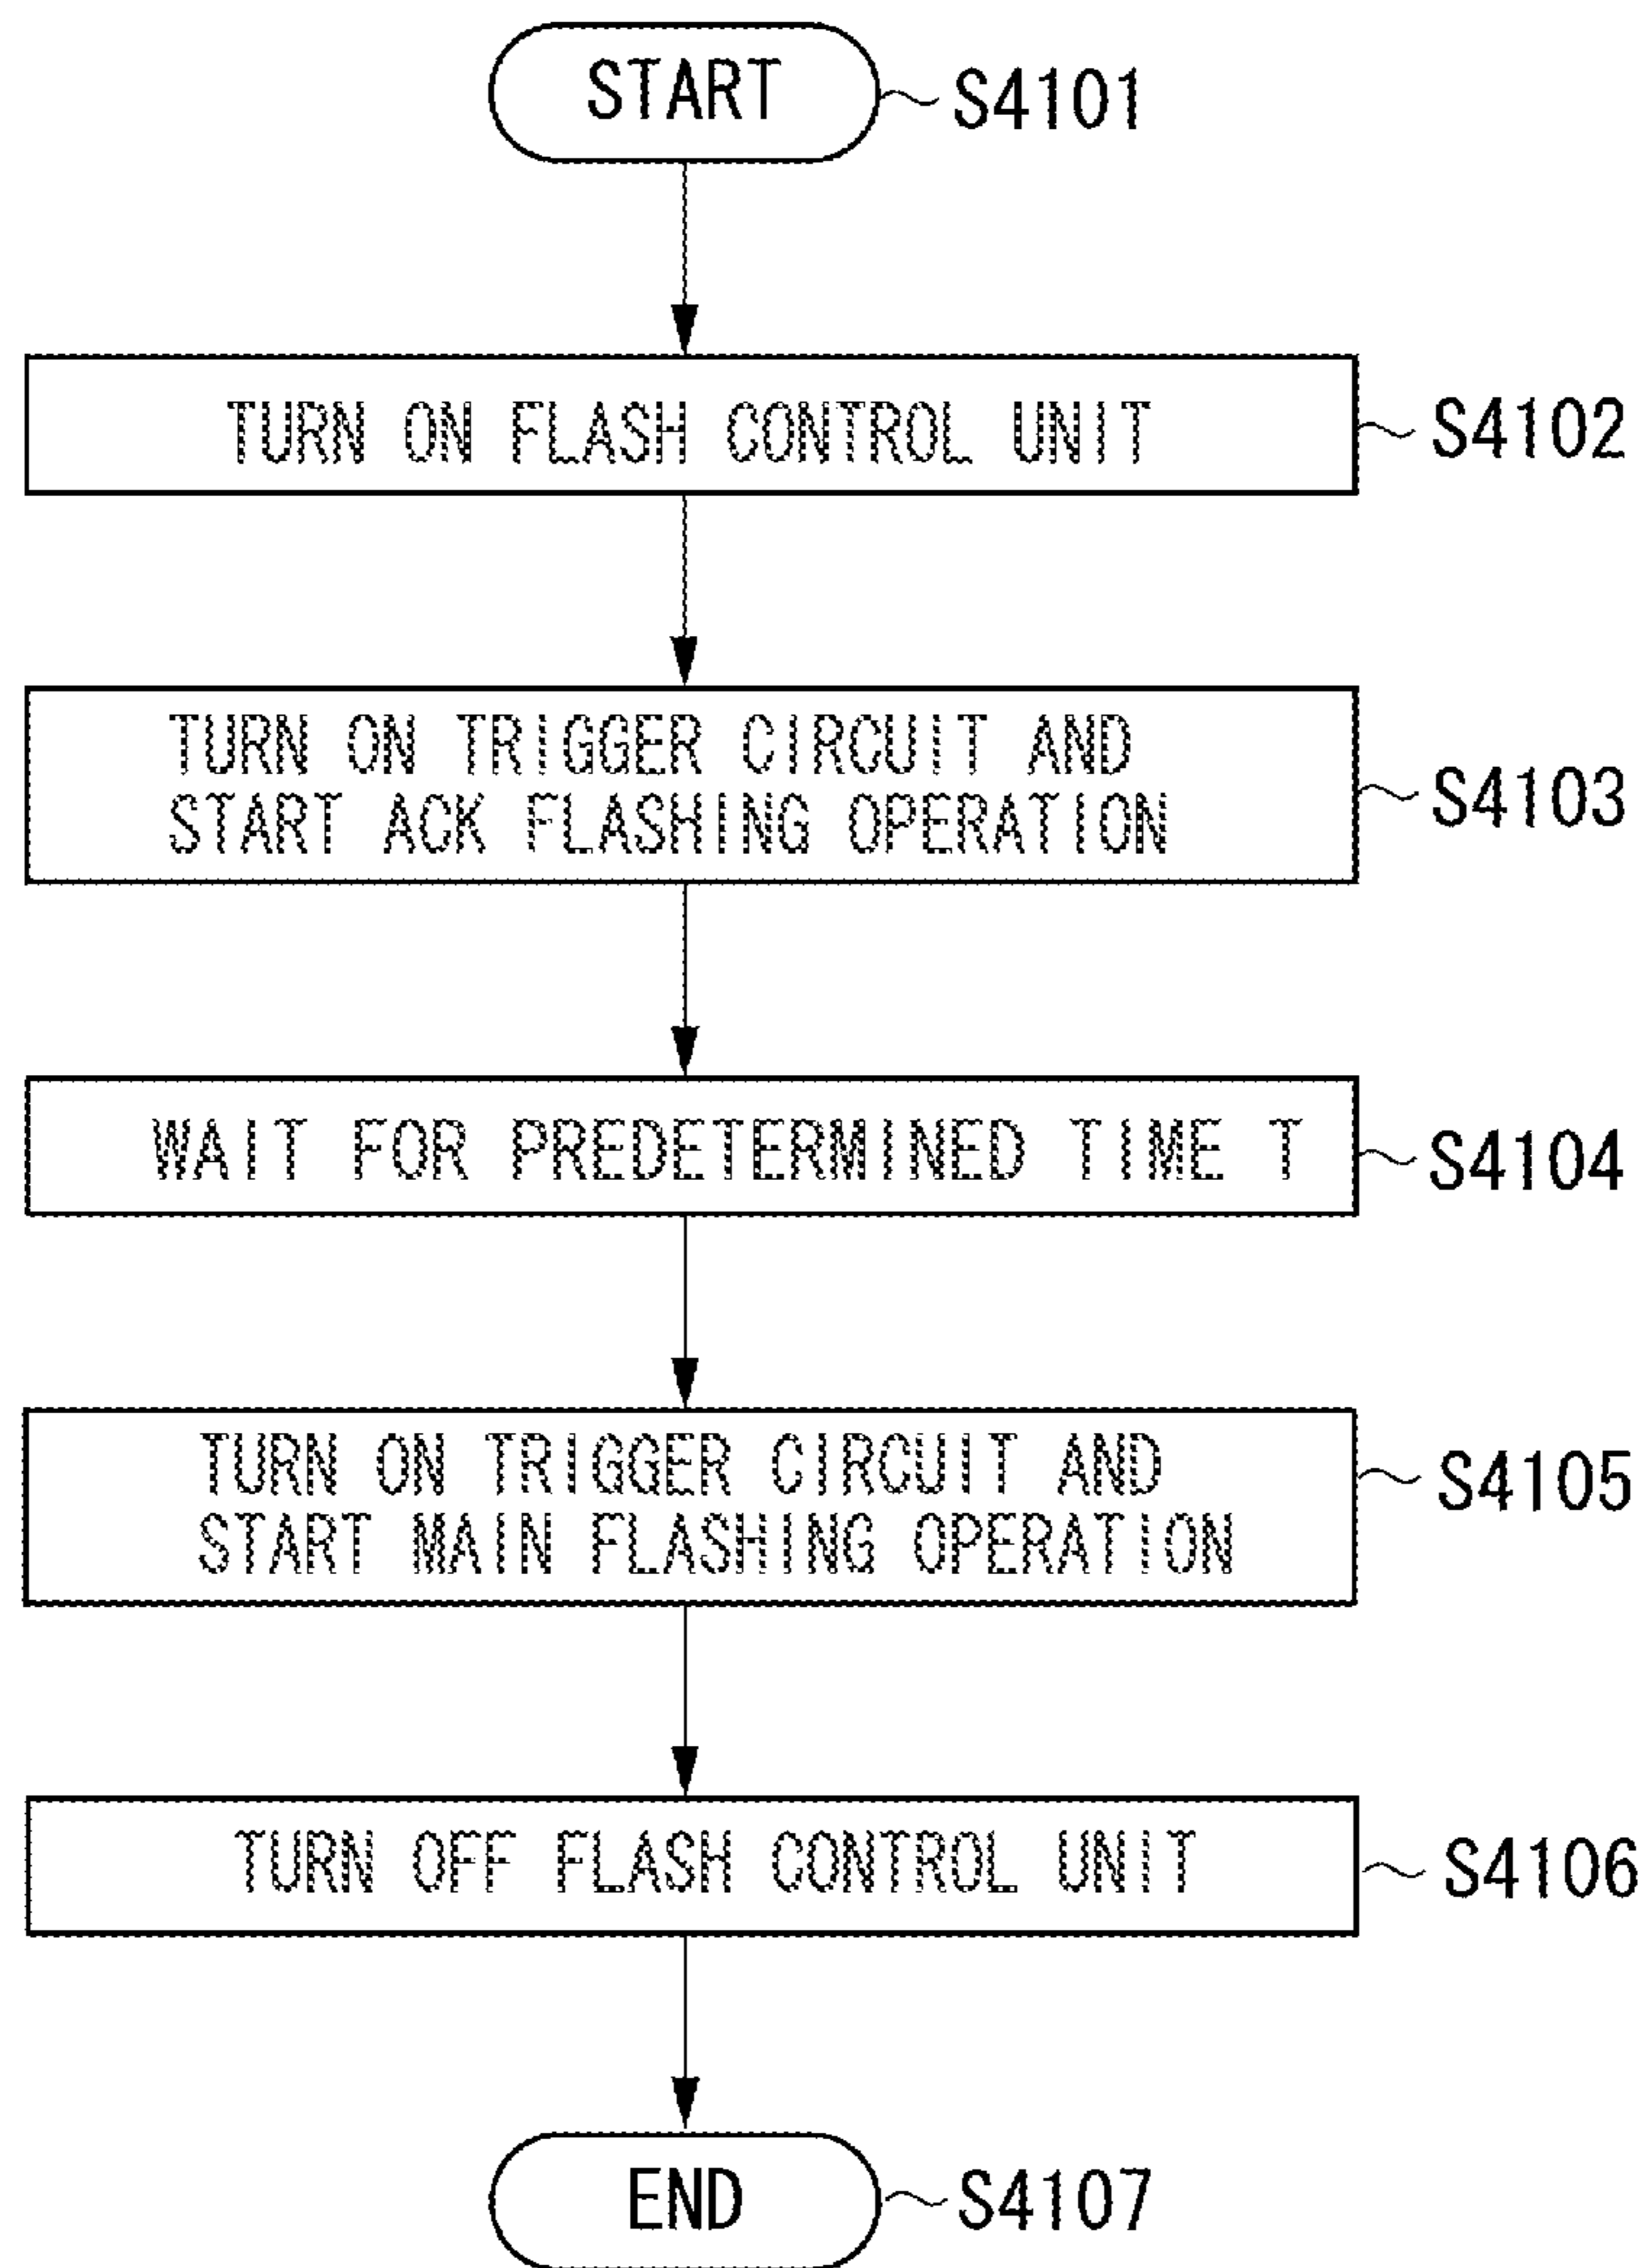 START
S4101
TURN ON FLASH CONTROL UNIT
S4102
TURN ON TRIGGER CIRCUIT AND
START ACK FLASHING OPERATION
S4103
WAIT FOR PREDETERMINED TIME T
S4104
TURN ON TRIGGER CIRCUIT AND
START MAIN FLASHING OPERATION
S4105
TURN OFF FLASH CONTROL UNIT
S4106
END
S4107